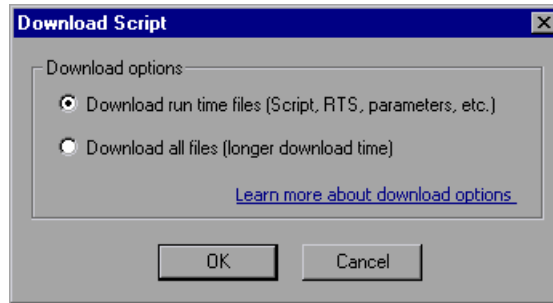 Download Script
Download options
Download run time files (Script, RTS, parameters, etc.)
Download all files (longer download time)
Learn more about download options
OK
Cancel